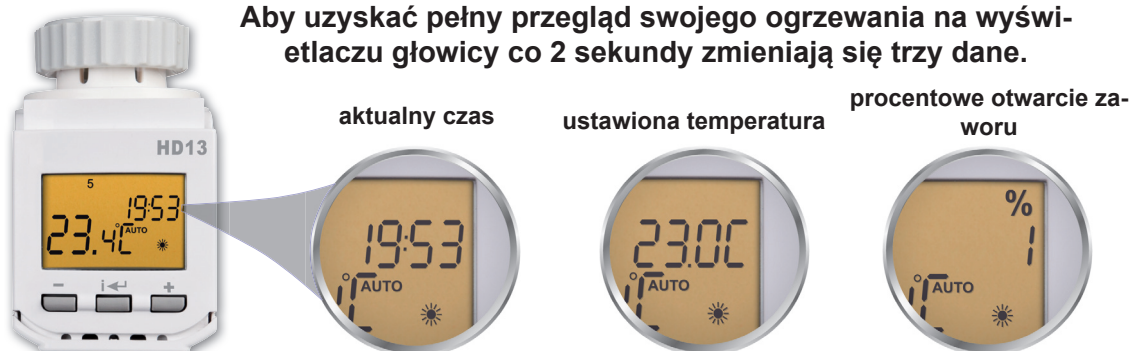 Aby uzyskać pełny przegląd swojego ogrzewania na wyświ-
etlaczu głowicy co 2 sekundy zmieniają się trzy dane.
aktualny czas
ustawiona temperatura
procentowe otwarcie za-
woru
HD13
5
19:53
23.4°C
AUTO
- i +
19:53
°C AUTO
23.0C
°C AUTO
%
1
°C AUTO